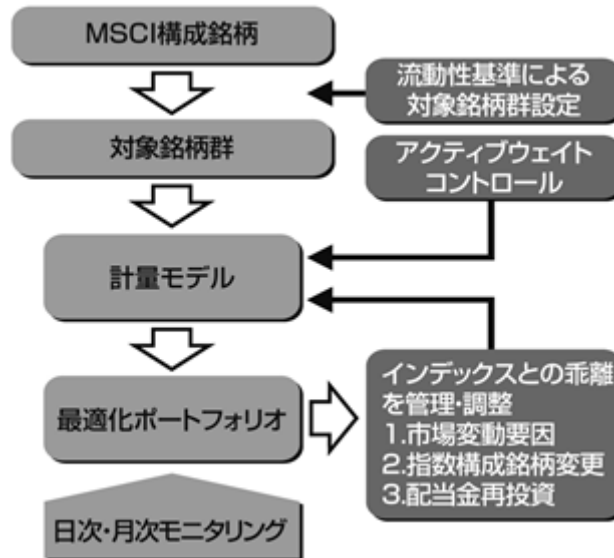 MSCI構成銘柄
流動性基準による
対象銘柄群設定
対象銘柄群
アクティブウェイト
コントロール
計量モデル
最適化ポートフォリオ
インデックスとの乖離
を管理・調整
1.市場変動要因
2.指数構成銘柄変更
3.配当金再投資
日次・月次モニタリング